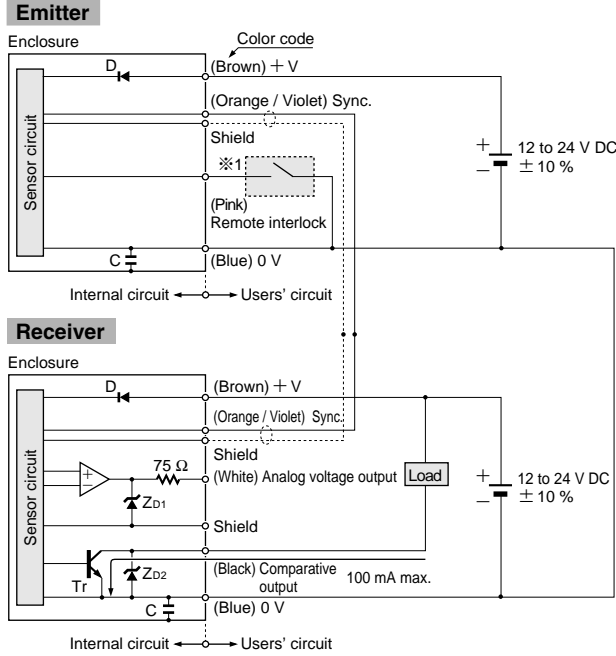 Emitter
Enclosure
Color code
D
(Brown) + V
(Orange / Violet) Sync.
Shield
※1
Sensor circuit
+
−
12 to 24 V DC
± 10 %
(Pink)
Remote interlock
C
(Blue) 0 V
Internal circuit
Users' circuit
Receiver
Enclosure
D
(Brown) + V
(Orange / Violet) Sync.
Shield
Sensor circuit
+
−
75 Ω
(White) Analog voltage output
Load
+
−
12 to 24 V DC
± 10 %
ZD1
Shield
Tr
ZD2
(Black) Comparative
output
100 mA max.
C
(Blue) 0 V
Internal circuit
Users' circuit